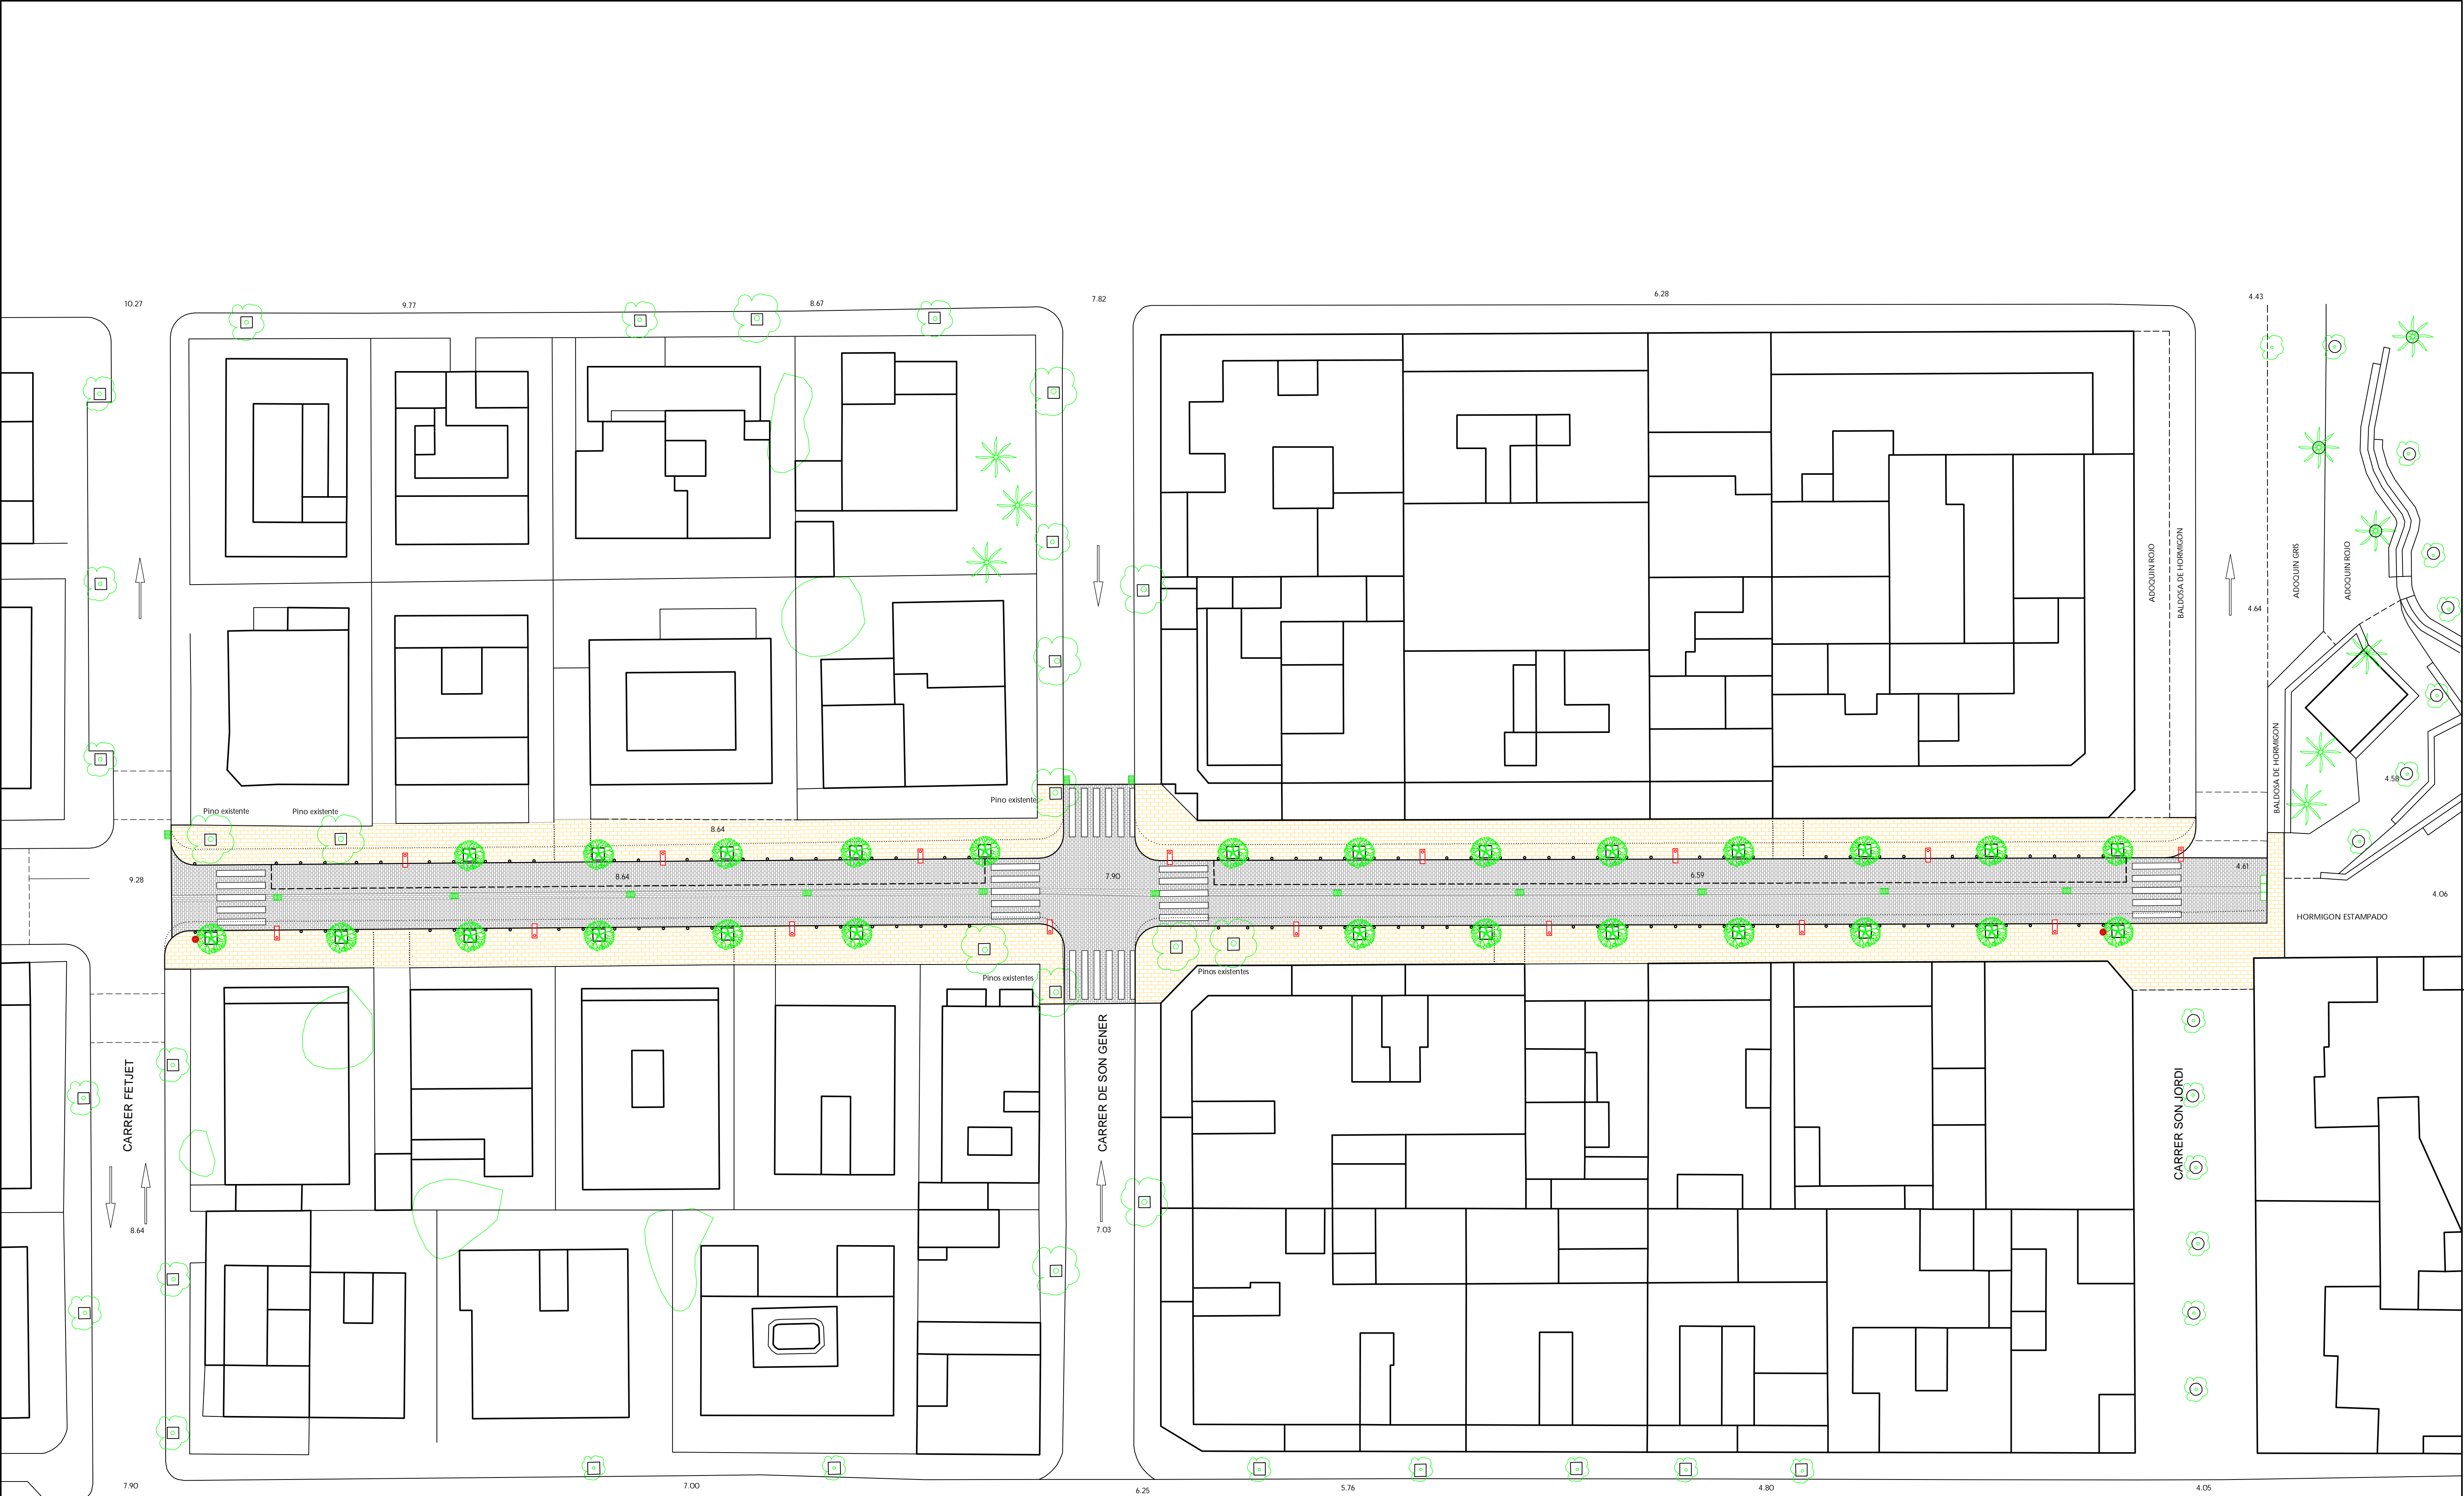 10.27
9.77
8.67
7.82
6.28
4.43
ADOQUIN ROJO
BALDOSA DE HORMIGON
ADOQUIN GRIS
ADOQUIN ROJO
4.64
BALDOSA DE HORMIGON
4.58
Pino existente
Pino existente
Pino existente
8.64
9.28
8.64
7.90
6.59
4.61
4.06
HORMIGON ESTAMPADO
Pinos existentes
Pinos existentes
CARRER FETJET
CARRER DE SON GENER
CARRER SON JORDI
8.64
7.03
7.90
7.00
6.25
5.76
4.80
4.05